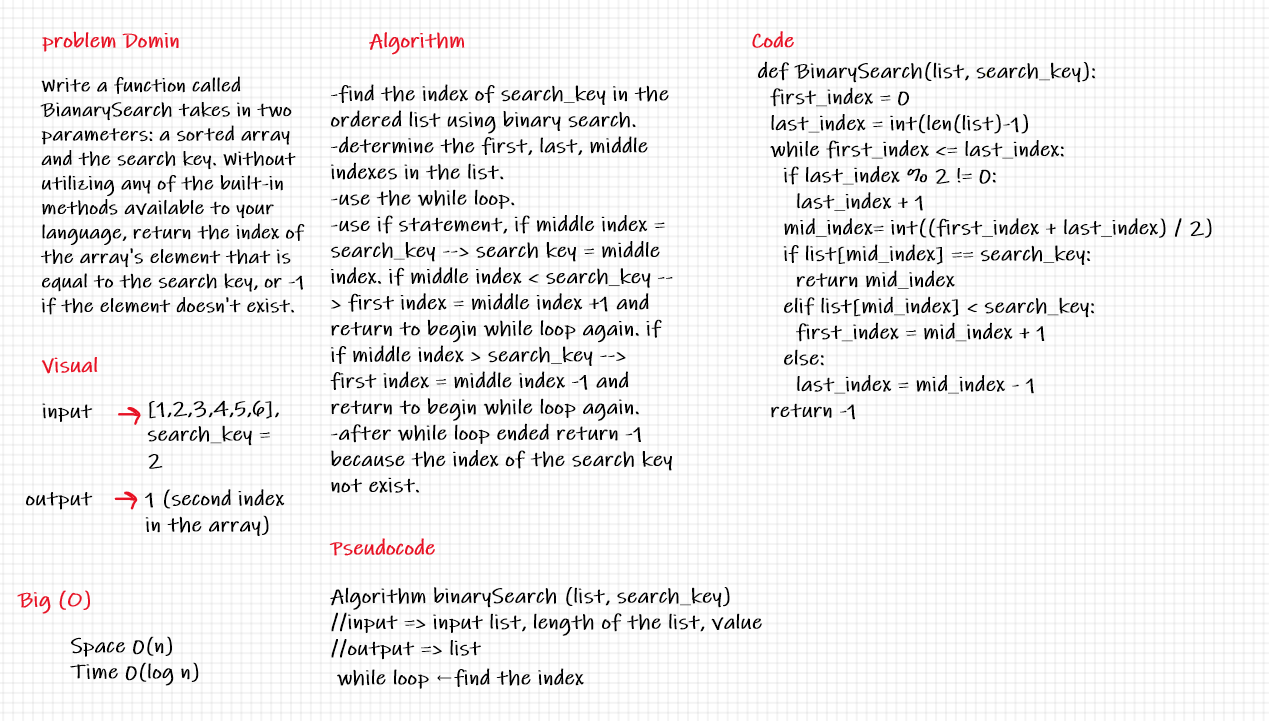 problem Domin
Write a function called
BianarySearch takes in two
parameters: a sorted array
and the search key. Without
utilizing any of the built-in
methods available to your
language, return the index of
the array's element that is
equal to the search key, or -1
if the element doesn't exist.
Visual
input → [1,2,3,4,5,6],
search_key =
2
output → 1 (second index
in the array)
Big (O)
Space O(n)
Time O(log n)
Algorithm
-find the index of search_key in the
ordered list using binary search.
-determine the first, last, middle
indexes in the list.
-use the while loop.
-use if statement, if middle index =
search_key --> search key = middle
index. if middle index < search_key --
> first index = middle index +1 and
return to begin while loop again. if
if middle index > search_key -->
first index = middle index -1 and
return to begin while loop again.
-after while loop ended return -1
because the index of the search key
not exist.
Pseudocode
Algorithm binarySearch (list, search_key)
//input => input list, length of the list, value
//output => list
while loop ←find the index
Code
def BinarySearch(list, search_key):
first_index = 0
last_index = int(len(list)-1)
while first_index <= last_index:
if last_index % 2 != 0:
last_index + 1
mid_index= int((first_index + last_index) / 2)
if list[mid_index] == search_key:
return mid_index
elif list[mid_index] < search_key:
first_index = mid_index + 1
else:
last_index = mid_index - 1
return -1